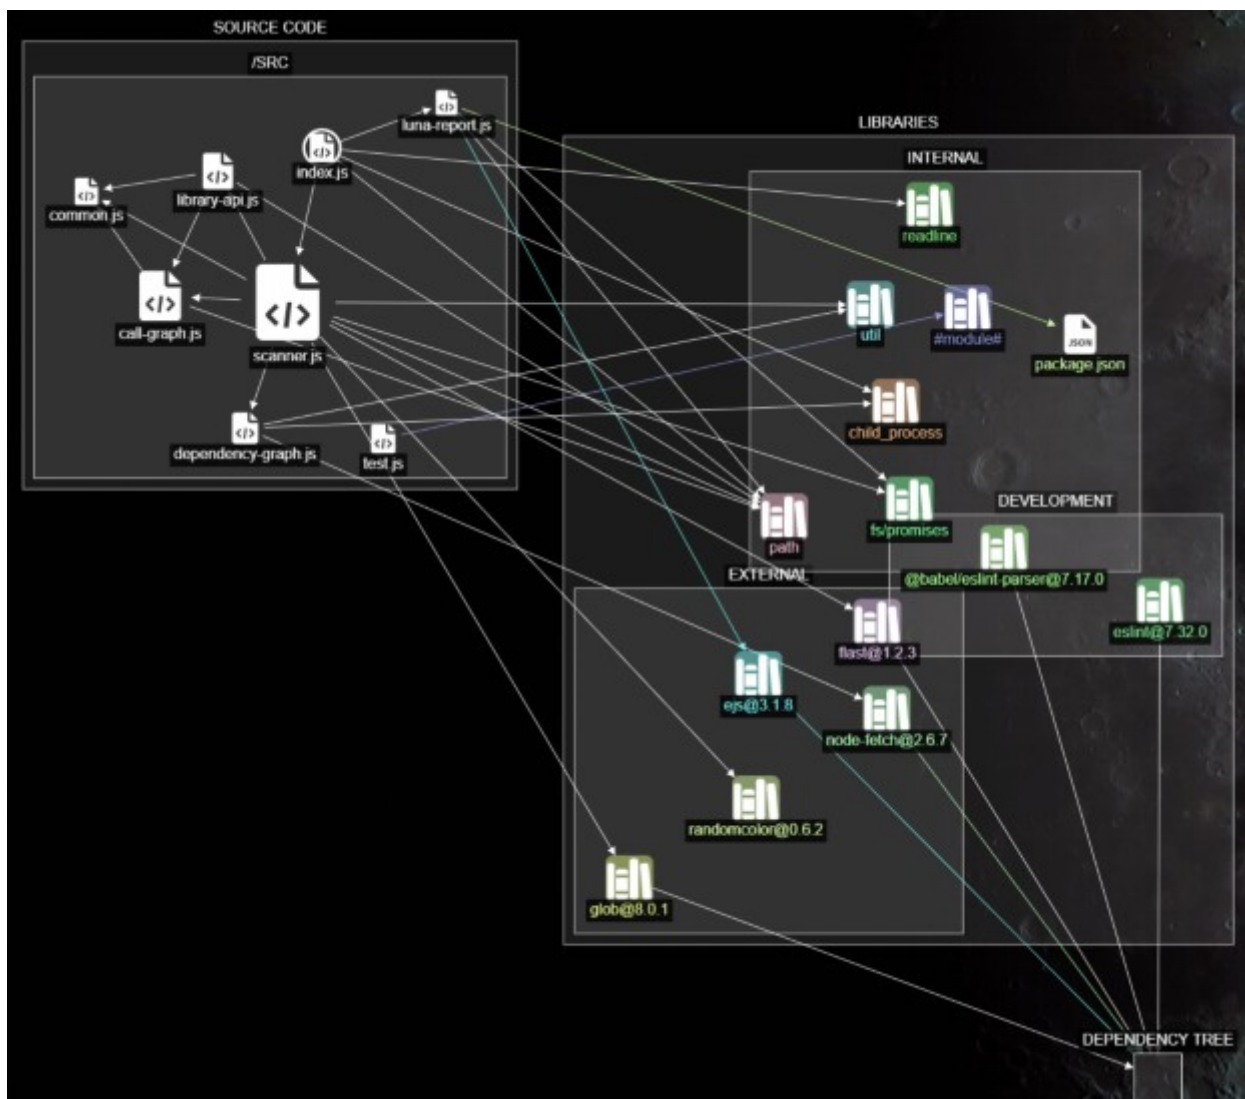 SOURCE CODE
/SRC
luna-report.js
index.js
library-api.js
common.js
call-graph.js
scanner.js
dependency-graph.js
test.js
LIBRARIES
INTERNAL
readline
util
#module#
JSON
package.json
child_process
fs/promises
path
DEVELOPMENT
@babel/eslint-parser@7.17.0
eslint@7.32.0
EXTERNAL
flast@1.2.3
ejs@3.1.8
node-fetch@2.6.7
randomcolor@0.6.2
glob@8.0.1
DEPENDENCY TREE